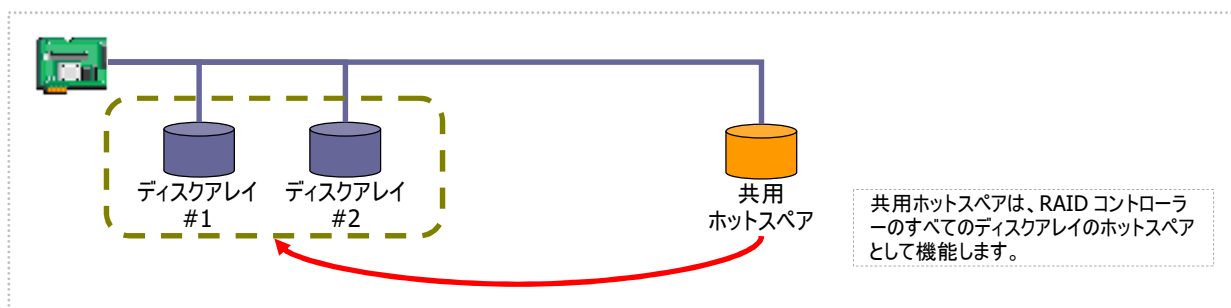 ディスクアレイ
#1
ディスクアレイ
#2
共用
ホットスペア
共用ホットスペアは、RAID コントローラ
ーのすべてのディスクアレイのホットスペア
として機能します。